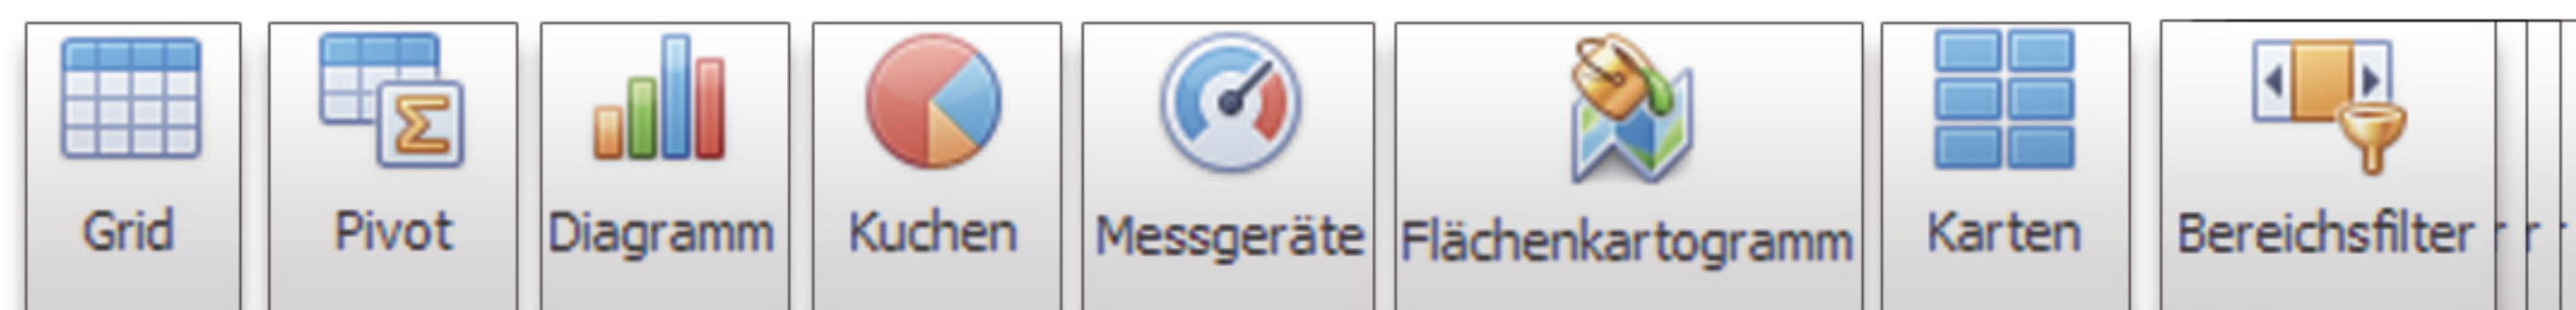 Grid
Pivot
Diagramm
Kuchen
Messgeräte
Flächenkartogramm
Karten
Bereichsfilter
r
r